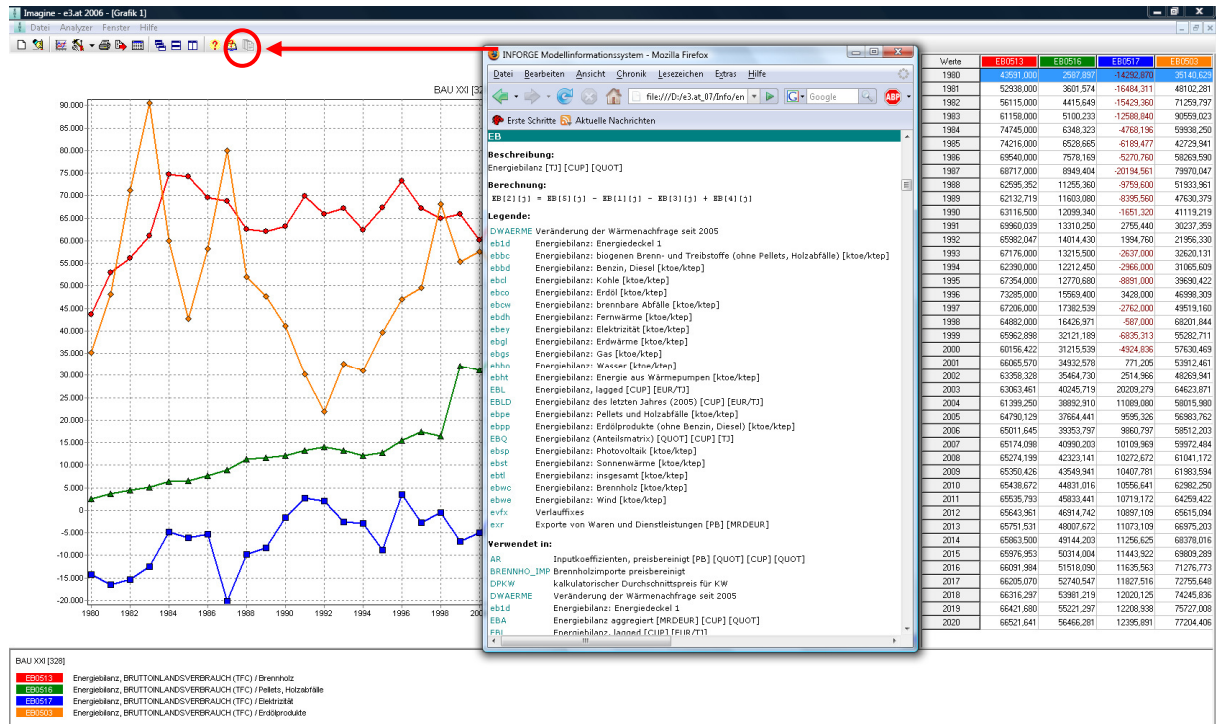 Imagine - e3.at 2006 - [Grafik 1]
Datei Analyzer Fenster Hilfe
BAU XXI [32
90.000
85.000
80.000
75.000
70.000
65.000
60.000
55.000
50.000
45.000
40.000
35.000
30.000
25.000
20.000
15.000
10.000
5.000
0
-5.000
-10.000
-15.000
-20.000
1980 1982 1984 1986 1988 1990 1992 1994 1996 1998 200
INFORGE Modellinformationssystem - Mozilla Firefox
Datei Bearbeiten Ansicht Chronik Lesezeichen Extras Hilfe
file:///D:/e3.at_07/Info/en Google ABP
Erste Schritte Aktuelle Nachrichten
EB
Beschreibung:
Energiebilanz [TJ] [CUP] [QUOT]
Berechnung:
EB[2][j] = EB[5][j] - EB[1][j] - EB[3][j] + EB[4][j]
Legende:
DWAERME Veränderung der Wärmenachfrage seit 2005
eb1d Energiebilanz: Energiedeckel 1
ebbc Energiebilanz: biogenen Brenn- und Treibstoffe (ohne Pellets, Holzabfälle) [ktoe/ktep]
ebbd Energiebilanz: Benzin, Diesel [ktoe/ktep]
ebcl Energiebilanz: Kohle [ktoe/ktep]
ebco Energiebilanz: Erdöl [ktoe/ktep]
ebcw Energiebilanz: brennbare Abfälle [ktoe/ktep]
ebdh Energiebilanz: Fernwärme [ktoe/ktep]
ebey Energiebilanz: Elektrizität [ktoe/ktep]
ebgl Energiebilanz: Erdwärme [ktoe/ktep]
ebgs Energiebilanz: Gas [ktoe/ktep]
ebhn Energiebilanz: Wasser [ktoe/ktep]
ebht Energiebilanz: Energie aus Wärmepumpen [ktoe/ktep]
EBL Energiebilanz, lagged [CUP] [EUR/TJ]
EBLD Energiebilanz des letzten Jahres (2005) [CUP] [EUR/TJ]
ebpe Energiebilanz: Pellets und Holzabfälle [ktoe/ktep]
ebpp Energiebilanz: Erdölprodukte (ohne Benzin, Diesel) [ktoe/ktep]
EBQ Energiebilanz (Anteilsmatrix) [QUOT] [CUP] [TJ]
ebsp Energiebilanz: Photovoltaik [ktoe/ktep]
ebst Energiebilanz: Sonnenwärme [ktoe/ktep]
ebtl Energiebilanz: insgesamt [ktoe/ktep]
ebwc Energiebilanz: Brennholz [ktoe/ktep]
ebwe Energiebilanz: Wind [ktoe/ktep]
evfx Verlauffixes
exr Exporte von Waren und Dienstleistungen [PB] [MRDEUR]
Verwendet in:
AR Inputkoeffizienten, preisbereinigt [PB] [QUOT] [CUP] [QUOT]
BRENNHO_IMP Brennholzimporte preisbereinigt
DPKW kalkulatorischer Durchschnittspreis für KW
DWAERME Veränderung der Wärmenachfrage seit 2005
eb1d Energiebilanz: Energiedeckel 1
EBA Energiebilanz aggregiert [MRDEUR] [CUP] [QUOT]
EBL Energiebilanz, lagged [CUP] [EUR/TJ]
Werte EB0513 EB0516 EB0517 EB0503
1980 43591,000 2587,897 -14292,870 35140,629
1981 52938,000 3601,574 -16484,311 48102,281
1982 56115,000 4415,649 -15429,360 71259,797
1983 61158,000 5100,233 -12588,840 90559,023
1984 74745,000 6348,323 -4768,196 59938,250
1985 74216,000 6528,665 -6189,477 42729,941
1986 69540,000 7578,169 -5270,760 58269,590
1987 68717,000 8949,404 -20194,561 79970,047
1988 62595,352 11255,360 -9759,600 51933,961
1989 62132,719 11603,080 -8395,560 47630,379
1990 63116,500 12099,340 -1651,320 41119,219
1991 69960,039 13310,250 2755,440 30237,359
1992 65982,047 14014,430 1994,760 21956,330
1993 67176,000 13215,500 -2637,000 32620,131
1994 62390,000 12212,450 -2966,000 31065,609
1995 67354,000 12770,680 -8891,000 39690,422
1996 73285,000 15569,400 3428,000 46998,309
1997 67206,000 17382,539 -2762,000 49519,160
1998 64882,000 16426,971 -587,000 68201,844
1999 65962,898 32121,189 -6835,313 55282,711
2000 60156,422 31215,539 -4924,836 57630,469
2001 66065,570 34932,578 771,205 53912,461
2002 63358,328 35464,730 2514,966 48269,941
2003 63063,461 40245,719 20209,279 64623,871
2004 61399,250 38892,910 11089,080 58015,980
2005 64790,129 37664,441 9595,326 56983,762
2006 65011,645 39353,797 9860,797 58512,203
2007 65174,098 40990,203 10109,969 59972,484
2008 65274,199 42323,141 10272,672 61041,172
2009 65350,426 43549,941 10407,781 61983,594
2010 65438,672 44831,016 10556,641 62982,250
2011 65535,793 45833,441 10719,172 64259,422
2012 65643,961 46914,742 10897,109 65615,094
2013 65751,531 48007,672 11073,109 66975,203
2014 65863,500 49144,203 11256,625 68378,016
2015 65976,953 50314,004 11443,922 69809,289
2016 66091,984 51518,090 11635,563 71276,773
2017 66205,070 52740,547 11827,516 72755,648
2018 66316,297 53981,219 12020,125 74245,836
2019 66421,680 55221,297 12208,938 75727,008
2020 66521,641 56466,281 12395,891 77204,406
BAU XXI [328]
EB0513 Energiebilanz, BRUTTOINLANDSVERBRAUCH (TFC) / Brennholz
EB0516 Energiebilanz, BRUTTOINLANDSVERBRAUCH (TFC) / Pellets, Holzabfälle
EB0517 Energiebilanz, BRUTTOINLANDSVERBRAUCH (TFC) / Elektrizität
EB0503 Energiebilanz, BRUTTOINLANDSVERBRAUCH (TFC) / Erdölprodukte